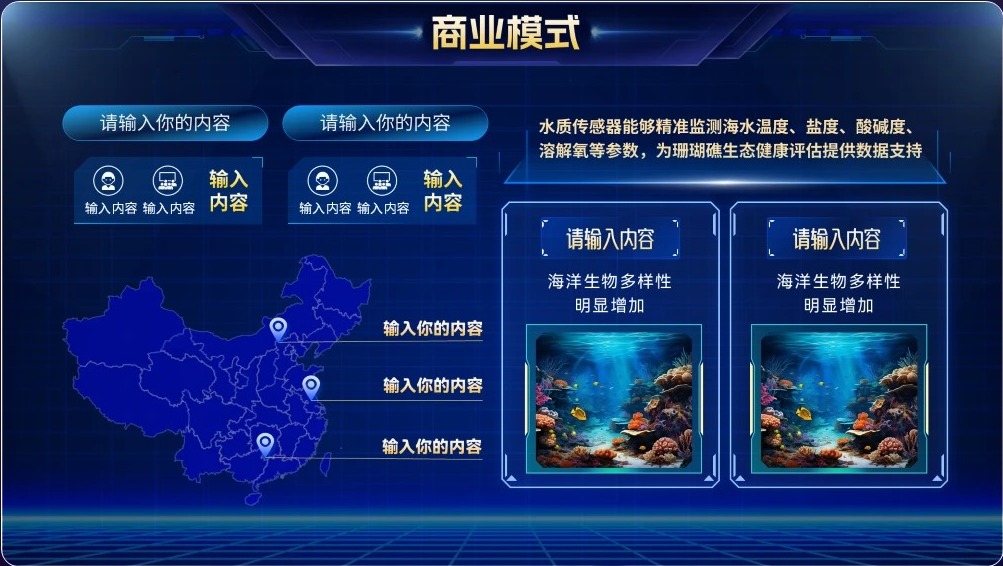 商业模式
请输入你的内容
请输入你的内容
输入内容
输入内容
输入
内容
输入内容
输入内容
输入
内容
输入你的内容
输入你的内容
输入你的内容
水质传感器能够精准监测海水温度、盐度、酸碱度、
溶解氧等参数，为珊瑚礁生态健康评估提供数据支持
请输入内容
海洋生物多样性
明显增加
请输入内容
海洋生物多样性
明显增加